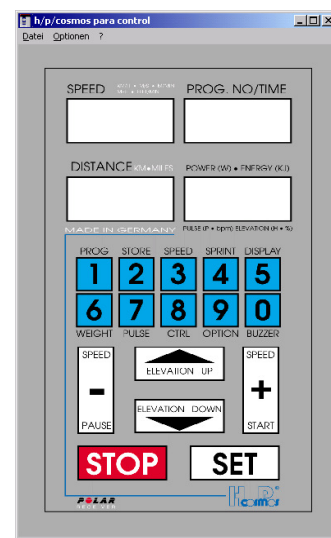 h/p/cosmos para control
Datei Optionen ?
SPEED PROG. NO/TIME
DISTANCE KM•MILES POWER (W) • ENERGY (KJ)
MADE IN GERMANY PULSE (P • bpm) ELEVATION (H • %)
PROG STORE SPEED SPRINT DISPLAY
1 2 3 4 5
6 7 8 9 0
WEIGHT PULSE CTRL OPTION BUZZER
SPEED SPEED
ELEVATION UP
- +
ELEVATION DOWN
PAUSE START
STOP SET
POLAR